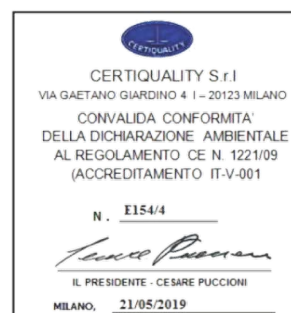 CERTIQUALITY
CERTIQUALITY S.r.l
VIA GAETANO GIARDINO 4 I – 20123 MILANO
CONVALIDA CONFORMITA'
DELLA DICHIARAZIONE AMBIENTALE
AL REGOLAMENTO CE N. 1221/09
(ACCREDITAMENTO IT-V-001
N. E154/4
IL PRESIDENTE - CESARE PUCCIONI
MILANO, 21/05/2019